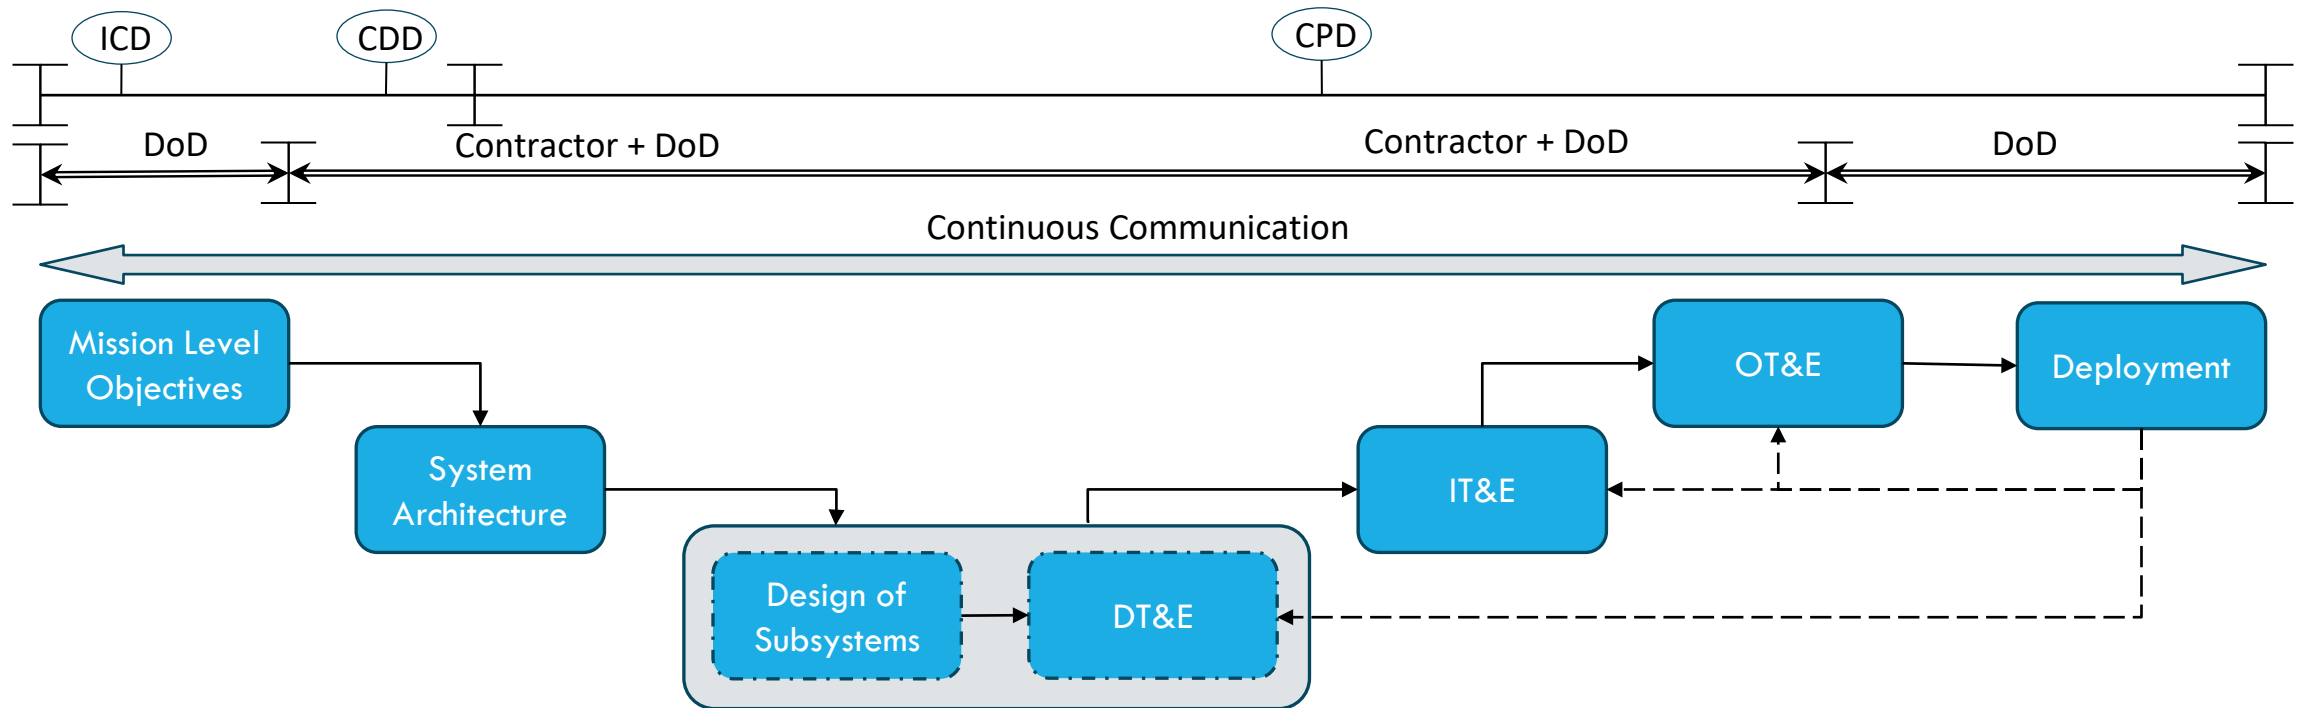 ICD
CDD
CPD
DoD
Contractor + DoD
Contractor + DoD
DoD
Continuous Communication
Mission Level
Objectives
System
Architecture
Design of
Subsystems
DT&E
IT&E
OT&E
Deployment